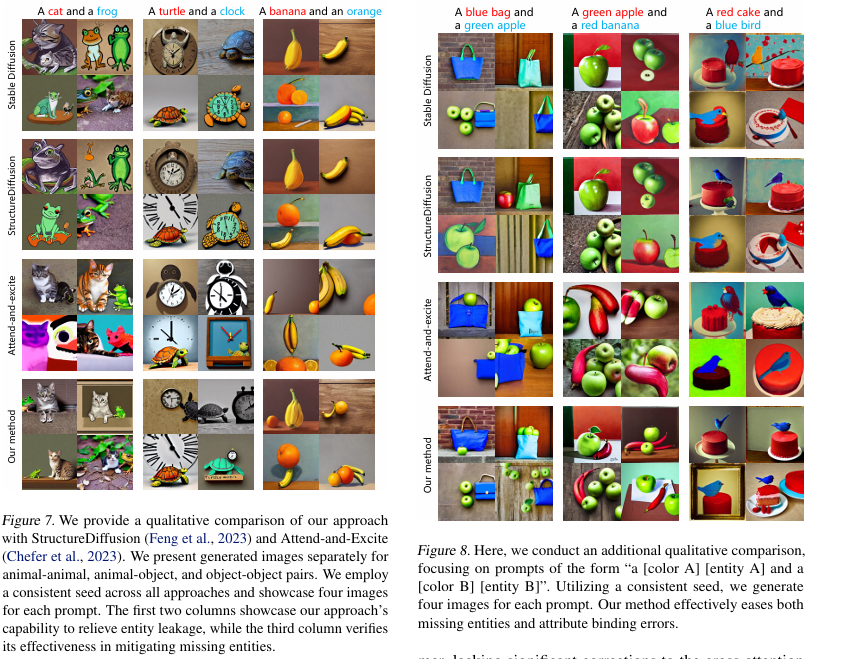 A cat and a frog
A turtle and a clock
A banana and an orange
Stable Diffusion
StructureDiffusion
Attend-and-excite
Our method
Figure 7. We provide a qualitative comparison of our approach
with StructureDiffusion (Feng et al., 2023) and Attend-and-Excite
(Chefer et al., 2023). We present generated images separately for
animal-animal, animal-object, and object-object pairs. We employ
a consistent seed across all approaches and showcase four images
for each prompt. The first two columns showcase our approach's
capability to relieve entity leakage, while the third column verifies
its effectiveness in mitigating missing entities.
A blue bag and
a green apple
A green apple and
a red banana
A red cake and
a blue bird
Stable Diffusion
StructureDiffusion
Attend-and-excite
Our method
Figure 8. Here, we conduct an additional qualitative comparison,
focusing on prompts of the form “a [color A] [entity A] and a
[color B] [entity B]”. Utilizing a consistent seed, we generate
four images for each prompt. Our method effectively eases both
missing entities and attribute binding errors.